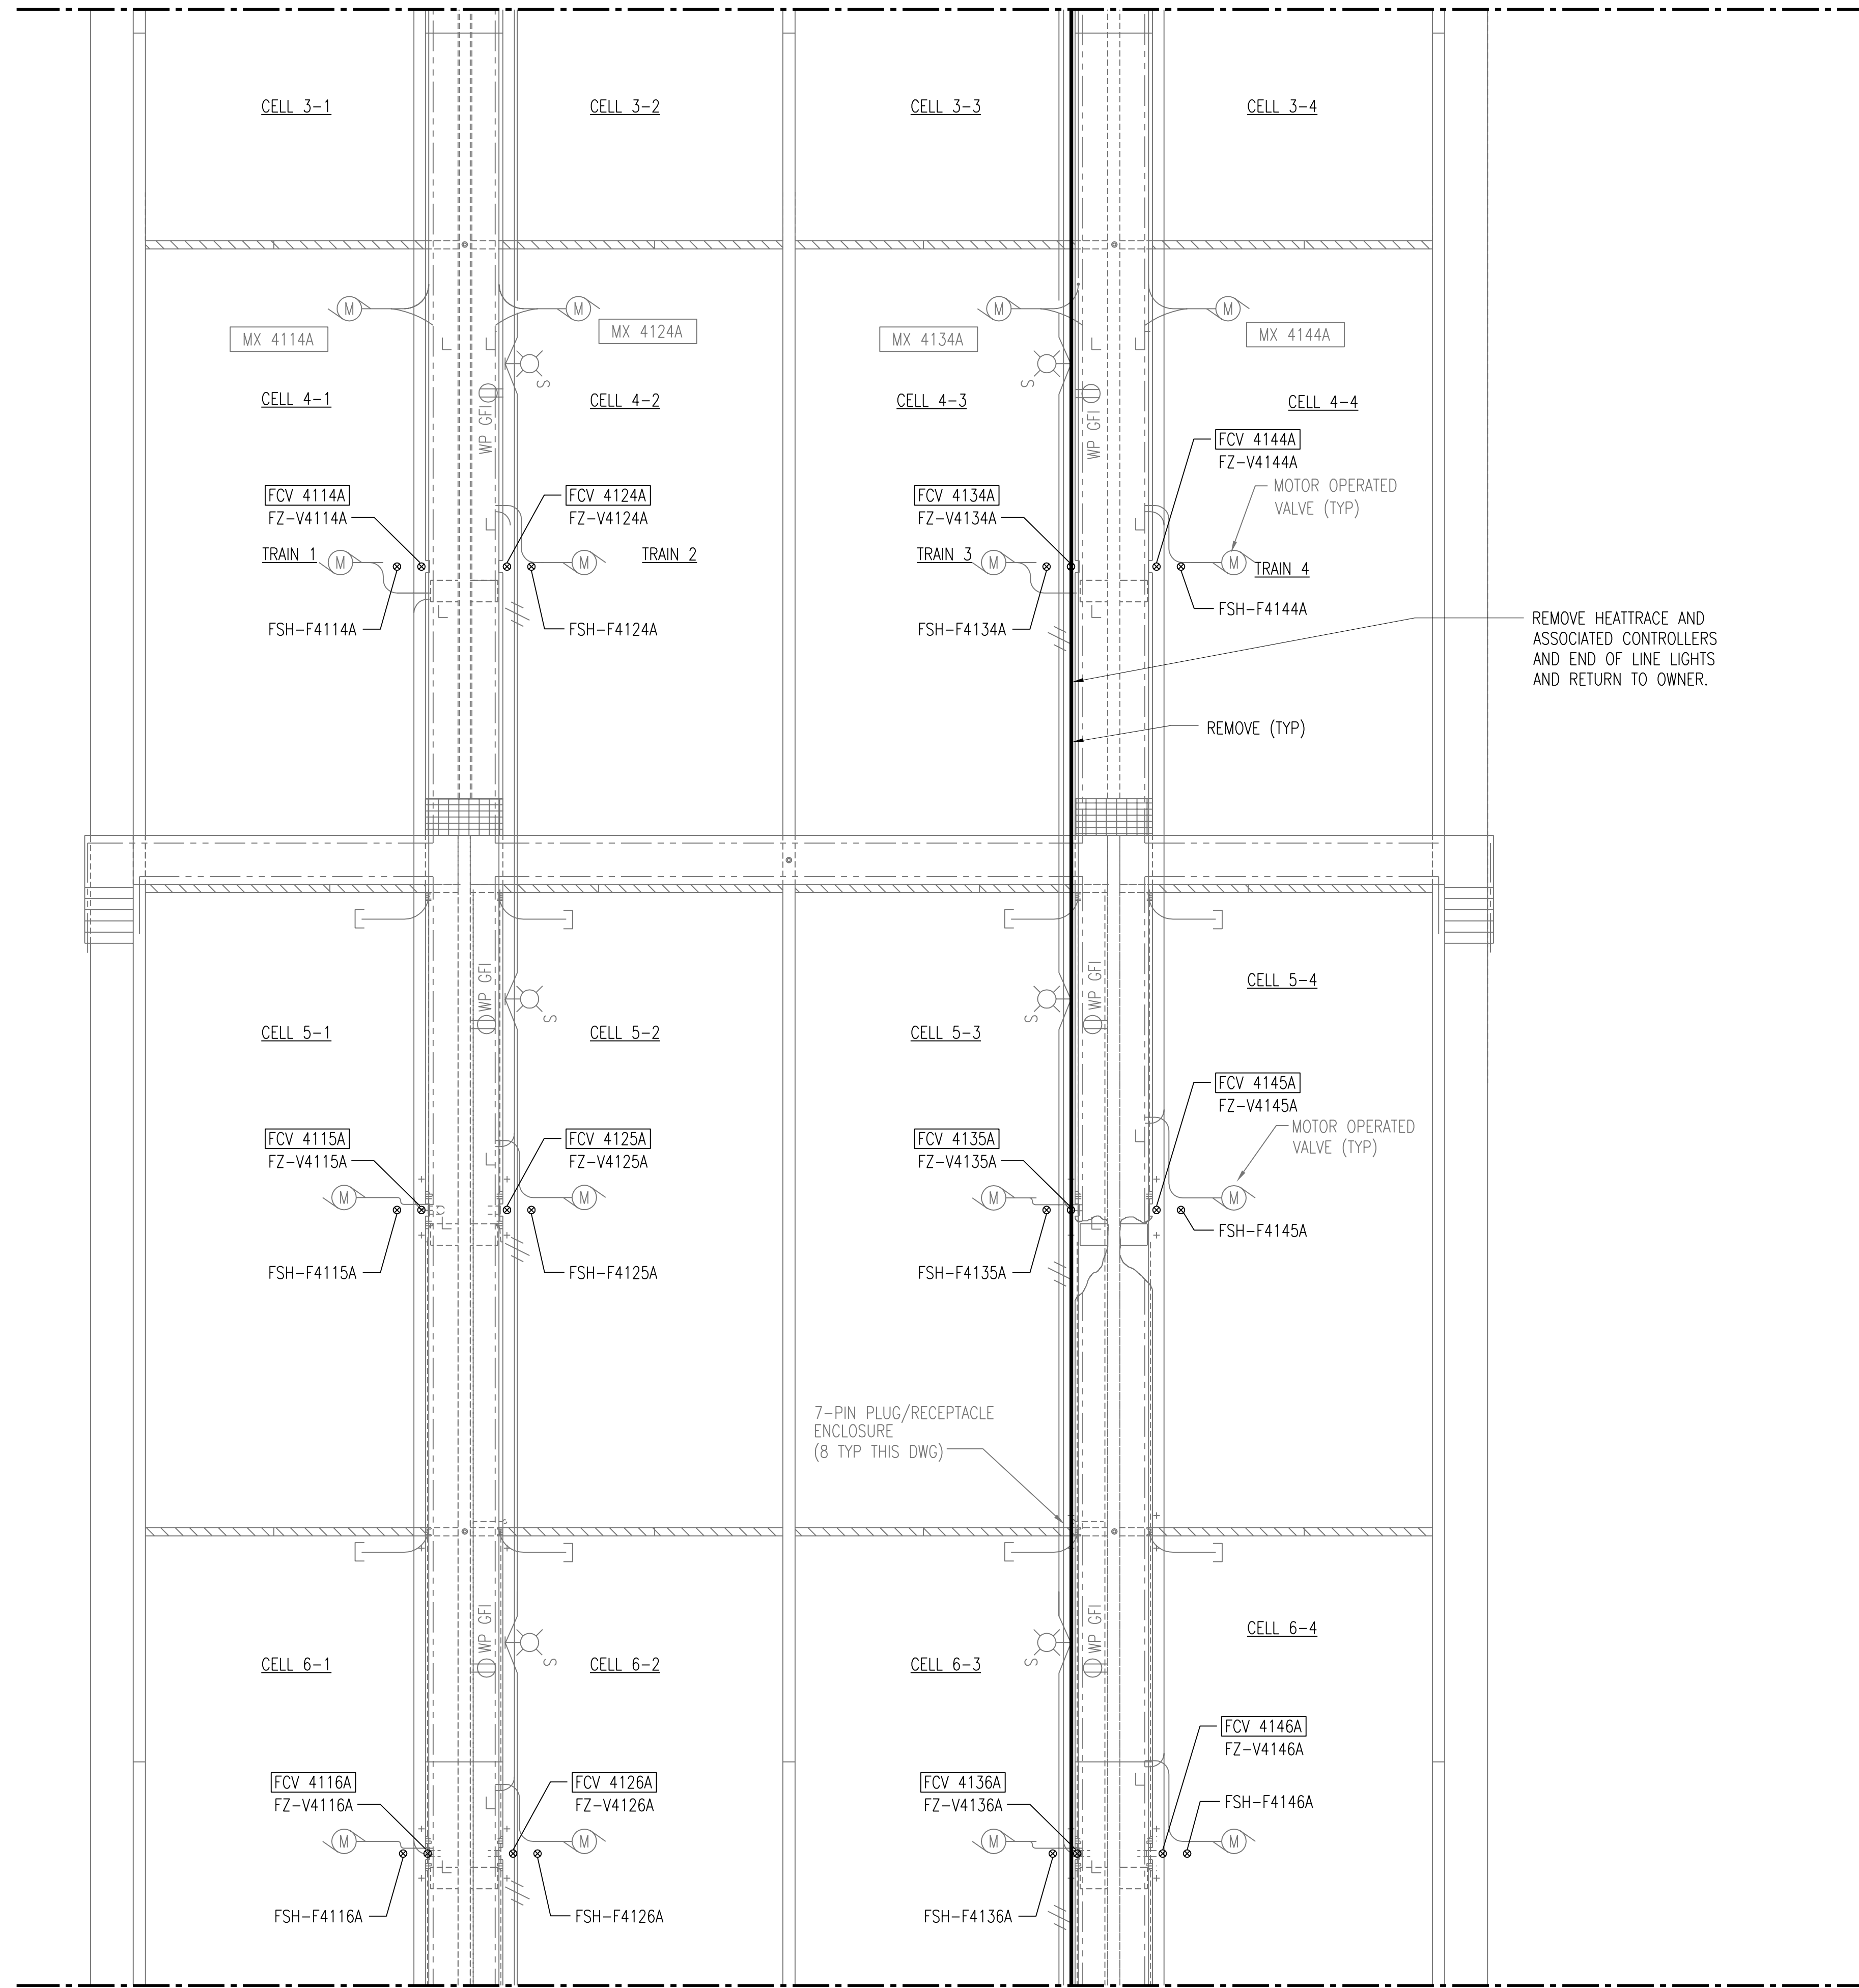 CELL 3-1
CELL 3-2
CELL 3-3
CELL 3-4
M
M
M
M
MX 4114A
MX 4124A
MX 4134A
MX 4144A
S
S
CELL 4-1
CELL 4-2
CELL 4-3
CELL 4-4
WP GFI
WP GFI
FCV 4144A
FZ-V4144A
MOTOR OPERATED
VALVE (TYP)
FCV 4114A
FZ-V4114A
FCV 4124A
FZ-V4124A
FCV 4134A
FZ-V4134A
TRAIN 1
M
M
TRAIN 2
TRAIN 3
M
M
TRAIN 4
FSH-F4114A
FSH-F4124A
FSH-F4134A
FSH-F4144A
REMOVE HEATTRACE AND
ASSOCIATED CONTROLLERS
AND END OF LINE LIGHTS
AND RETURN TO OWNER.
REMOVE (TYP)
WP GFI
WP GFI
S
S
CELL 5-4
CELL 5-1
CELL 5-2
CELL 5-3
FCV 4145A
FZ-V4145A
MOTOR OPERATED
VALVE (TYP)
FCV 4115A
FZ-V4115A
FCV 4125A
FZ-V4125A
FCV 4135A
FZ-V4135A
M
M
M
M
FSH-F4145A
FSH-F4115A
FSH-F4125A
FSH-F4135A
7-PIN PLUG/RECEPTACLE
ENCLOSURE
(8 TYP THIS DWG)
WP GFI
WP GFI
S
S
CELL 6-4
CELL 6-1
CELL 6-2
CELL 6-3
FCV 4146A
FZ-V4146A
FCV 4116A
FZ-V4116A
FCV 4126A
FZ-V4126A
FCV 4136A
FZ-V4136A
FSH-F4146A
M
M
M
M
FSH-F4116A
FSH-F4126A
FSH-F4136A